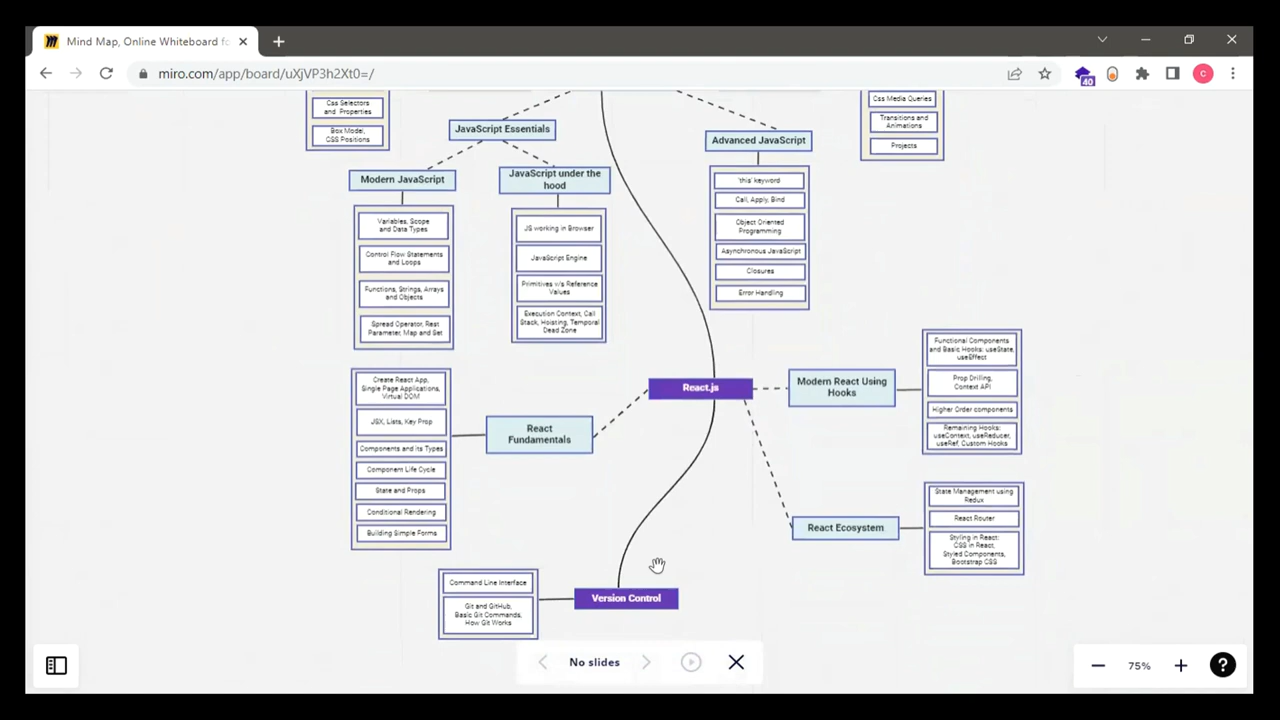 Mind Map, Online Whiteboard fo
miro.com/app/board/uXjVP3h2Xt0=/
40
C
Css Selectors
and Properties
Box Model,
CSS Positions
JavaScript Essentials
Modern JavaScript
Variables, Scope
and Data Types
Control Flow Statements
and Loops
Functions, Strings, Arrays
and Objects
Spread Operator, Rest
Parameter, Map and Set
JavaScript under the
hood
JS working in Browser
JavaScript Engine
Primitives v/s Reference
Values
Execution Context, Call
Stack, Hoisting, Temporal
Dead Zone
Advanced JavaScript
'this' keyword
Call, Apply, Bind
Object Oriented
Programming
Asynchronous JavaScript
Closures
Error Handling
Css Media Queries
Transitions and
Animations
Projects
React.js
React
Fundamentals
Create React App,
Single Page Applications,
Virtual DOM
JSX, Lists, Key Prop
Components and its Types
Component Life Cycle
State and Props
Conditional Rendering
Building Simple Forms
Modern React Using
Hooks
Functional Components
and Basic Hooks: useState,
useEffect
Prop Drilling,
Context API
Higher Order components
Remaining Hooks:
useContext, useReducer,
useRef, Custom Hooks
React Ecosystem
State Management using
Redux
React Router
Styling in React:
CSS in React,
Styled Components,
Bootstrap CSS
Version Control
Command Line Interface
Git and GitHub,
Basic Git Commands,
How Git Works
No slides
75%
?